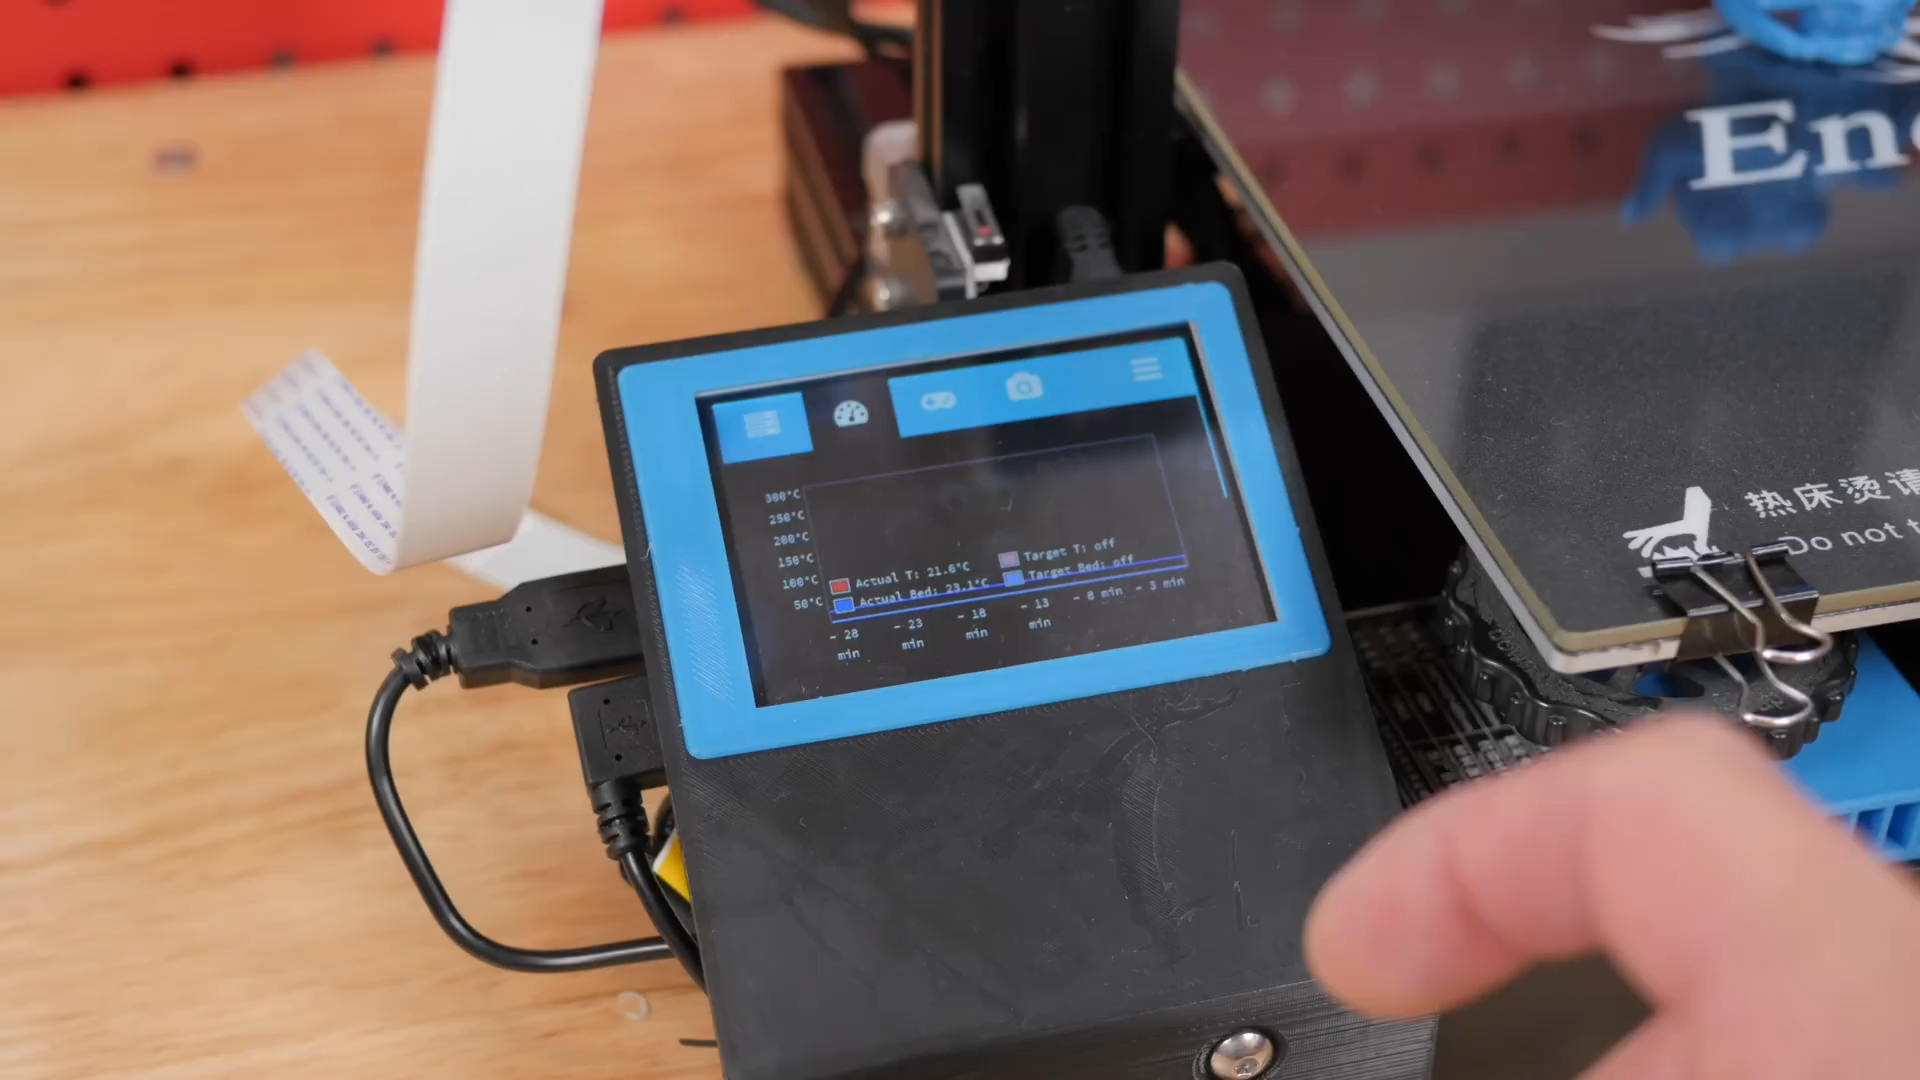 En
300°C
250°C
200°C
150°C
100°C
50°C
Actual T: 21.6°C
Target T: off
Actual Bed: 23.1°C
Target Bed: off
- 28 min
- 23 min
- 18 min
- 13 min
- 8 min
- 3 min
热床烫请
Do not t